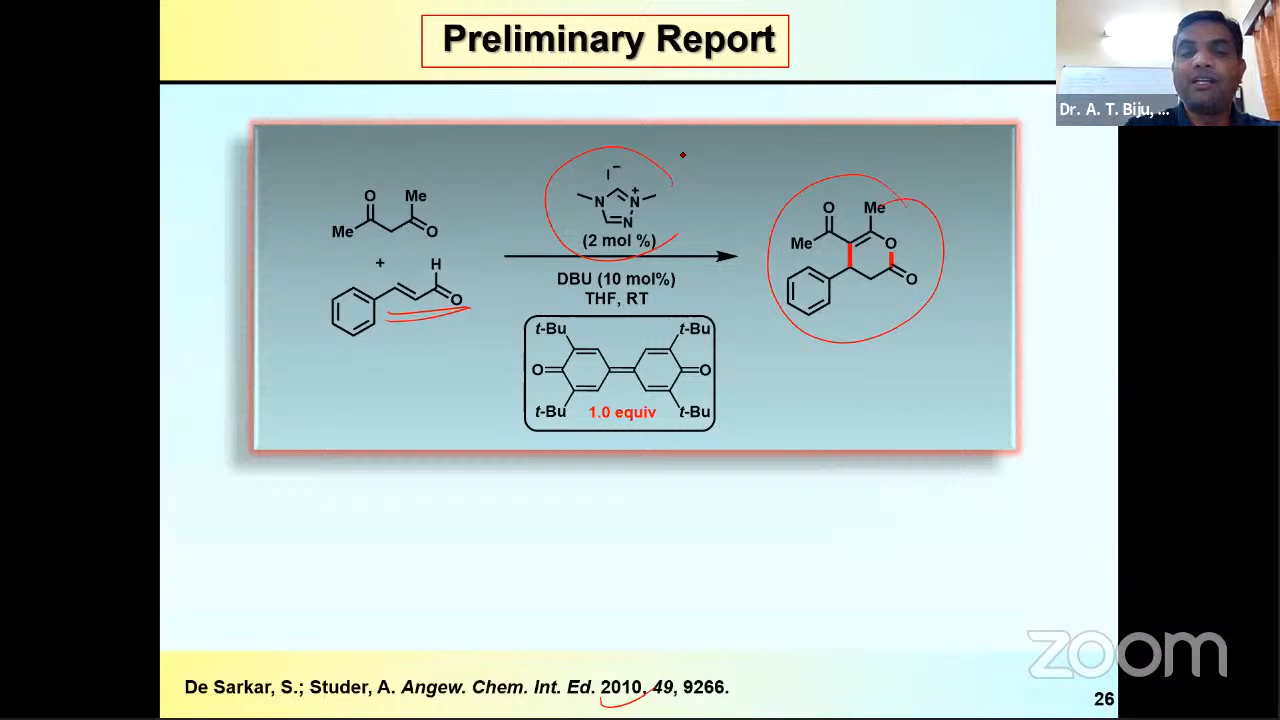 Preliminary Report
Dr. A. T. Biju, ...
O Me
Me O
+
H
O
I−
N + N
N
(2 mol %)
DBU (10 mol%)
THF, RT
t-Bu t-Bu
O O
t-Bu 1.0 equiv t-Bu
O Me
Me O
O
De Sarkar, S.; Studer, A. Angew. Chem. Int. Ed. 2010, 49, 9266.
26
zoom